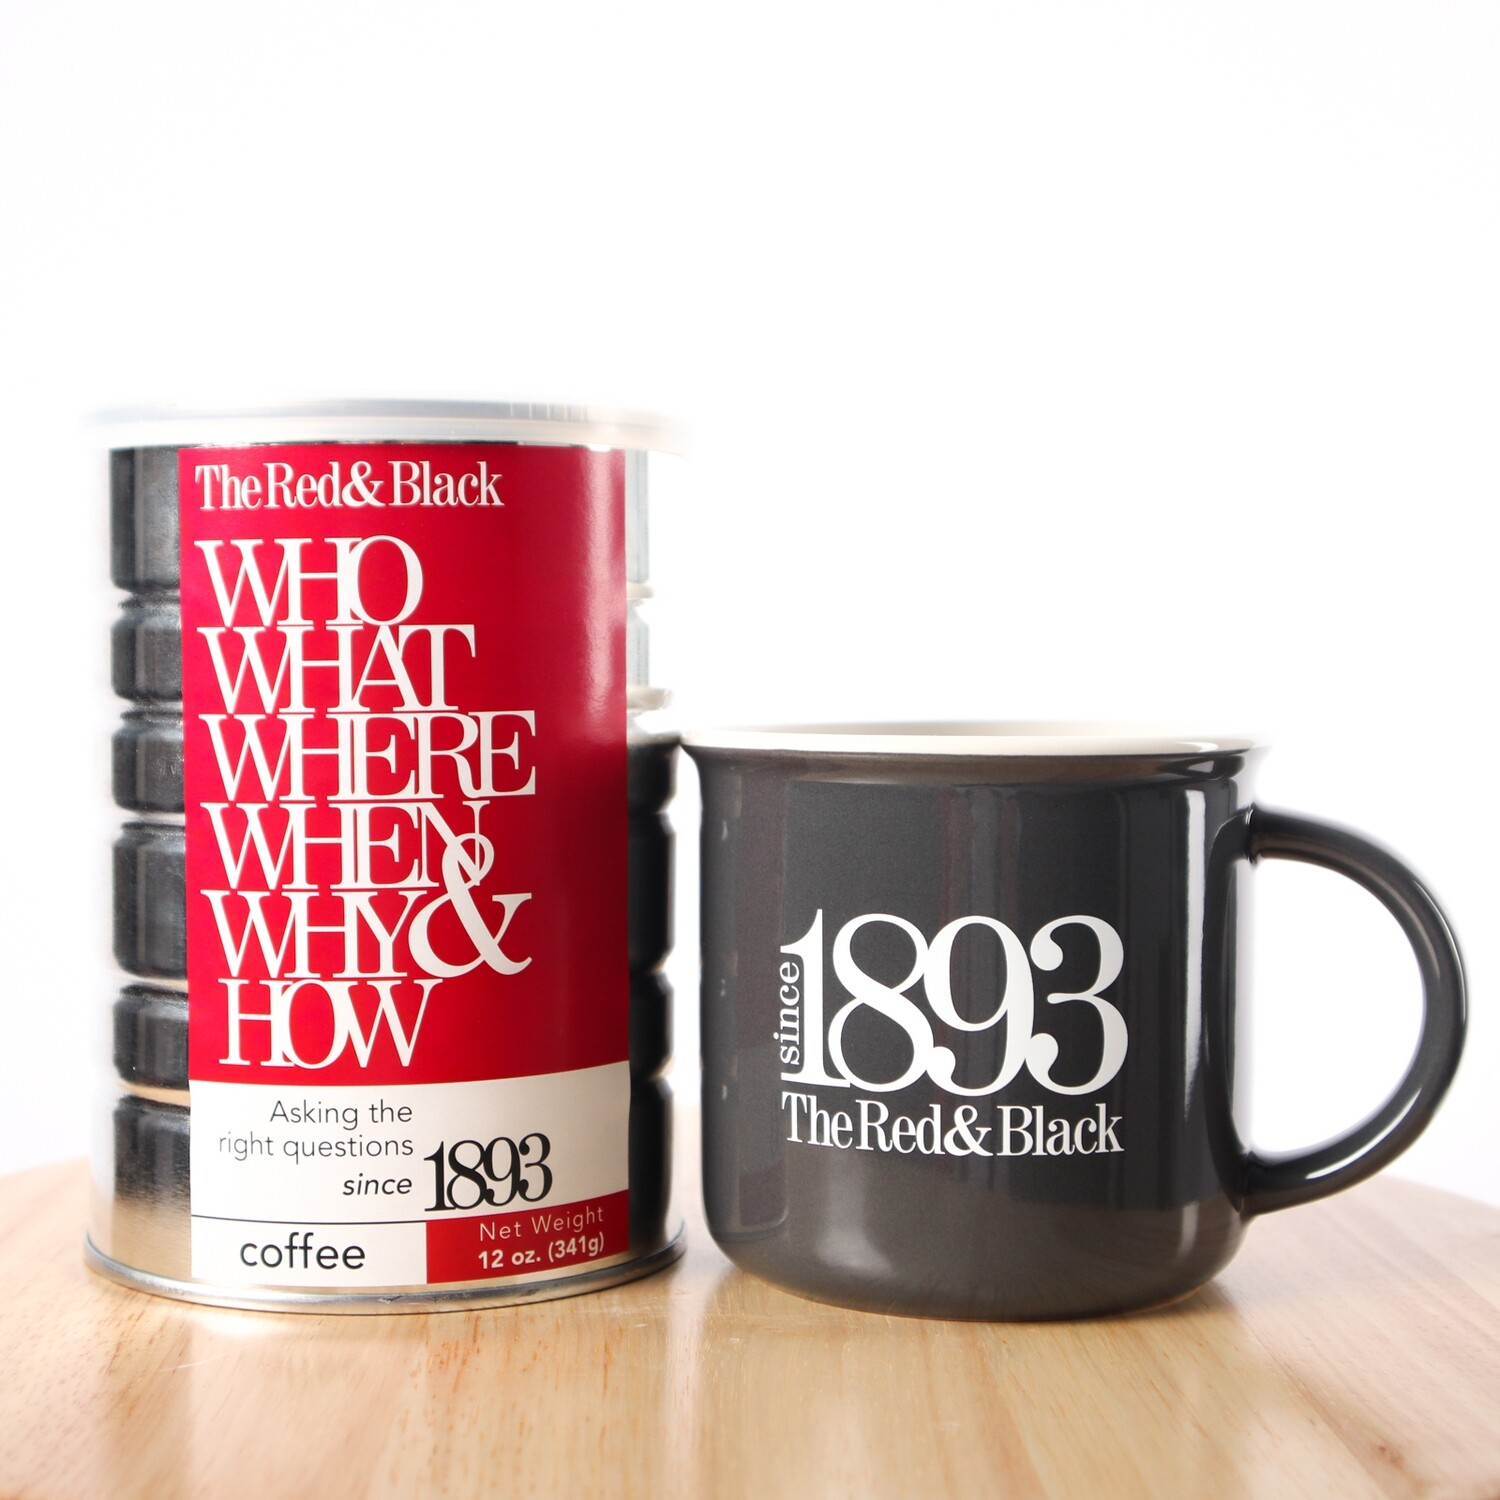 The Red & Black
WHO
WHAT
WHERE
WHEN
WHY &
HOW
Asking the
right questions
since 1893
coffee
Net Weight
12 oz. (341g)
since 1893
The Red & Black